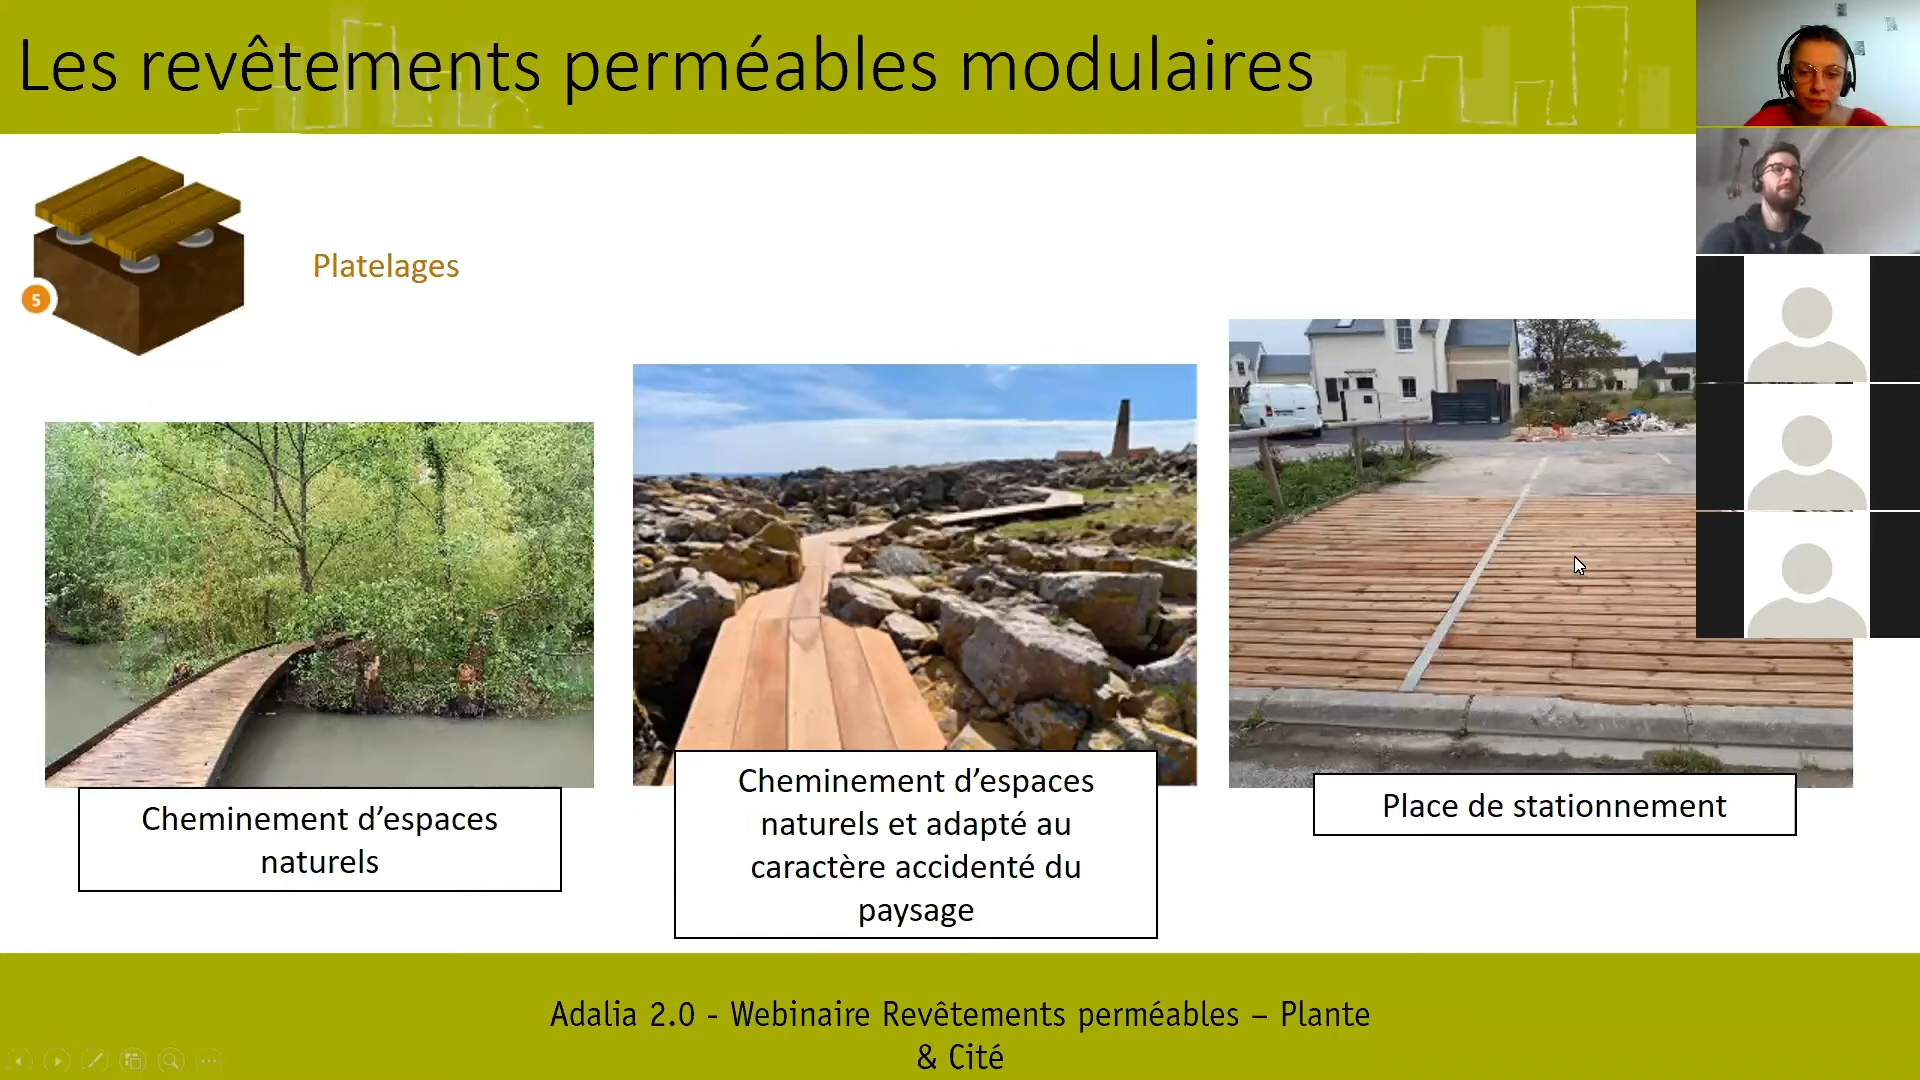 Les revêtements perméables modulaires
5
Platelages
Cheminement d’espaces
naturels
Cheminement d’espaces
naturels et adapté au
caractère accidenté du
paysage
Place de stationnement
Adalia 2.0 - Webinaire Revêtements perméables – Plante
& Cité